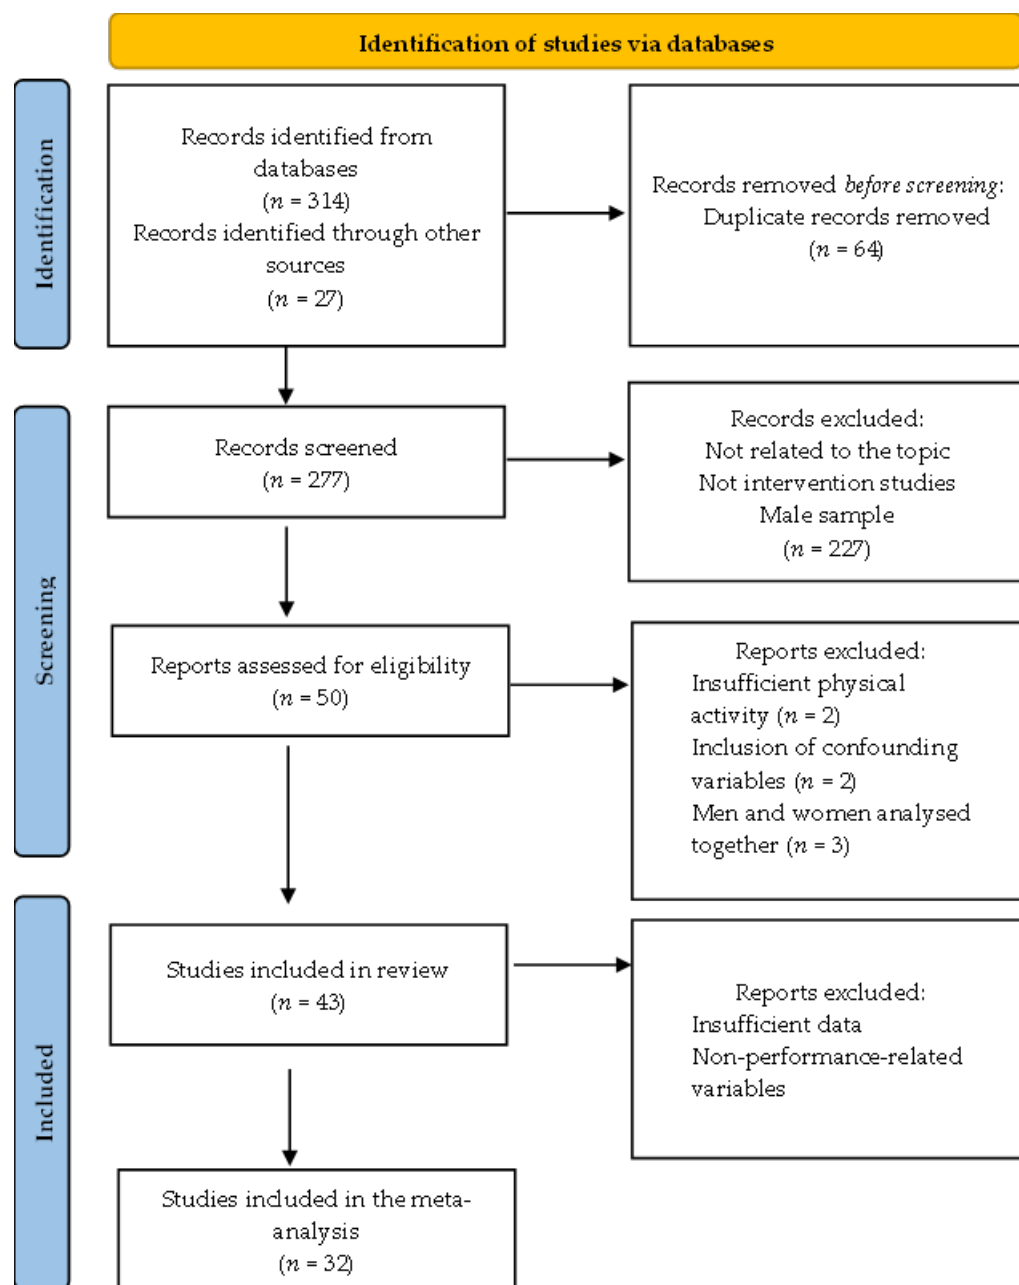 Identification of studies via databases
Identification
Records identified from
databases
(n = 314)
Records identified through other
sources
(n = 27)
Records removed before screening:
Duplicate records removed
(n = 64)
Screening
Records screened
(n = 277)
Records excluded:
Not related to the topic
Not intervention studies
Male sample
(n = 227)
Reports assessed for eligibility
(n = 50)
Reports excluded:
Insufficient physical
activity (n = 2)
Inclusion of confounding
variables (n = 2)
Men and women analysed
together (n = 3)
Included
Studies included in review
(n = 43)
Reports excluded:
Insufficient data
Non-performance-related
variables
Studies included in the meta-
analysis
(n = 32)